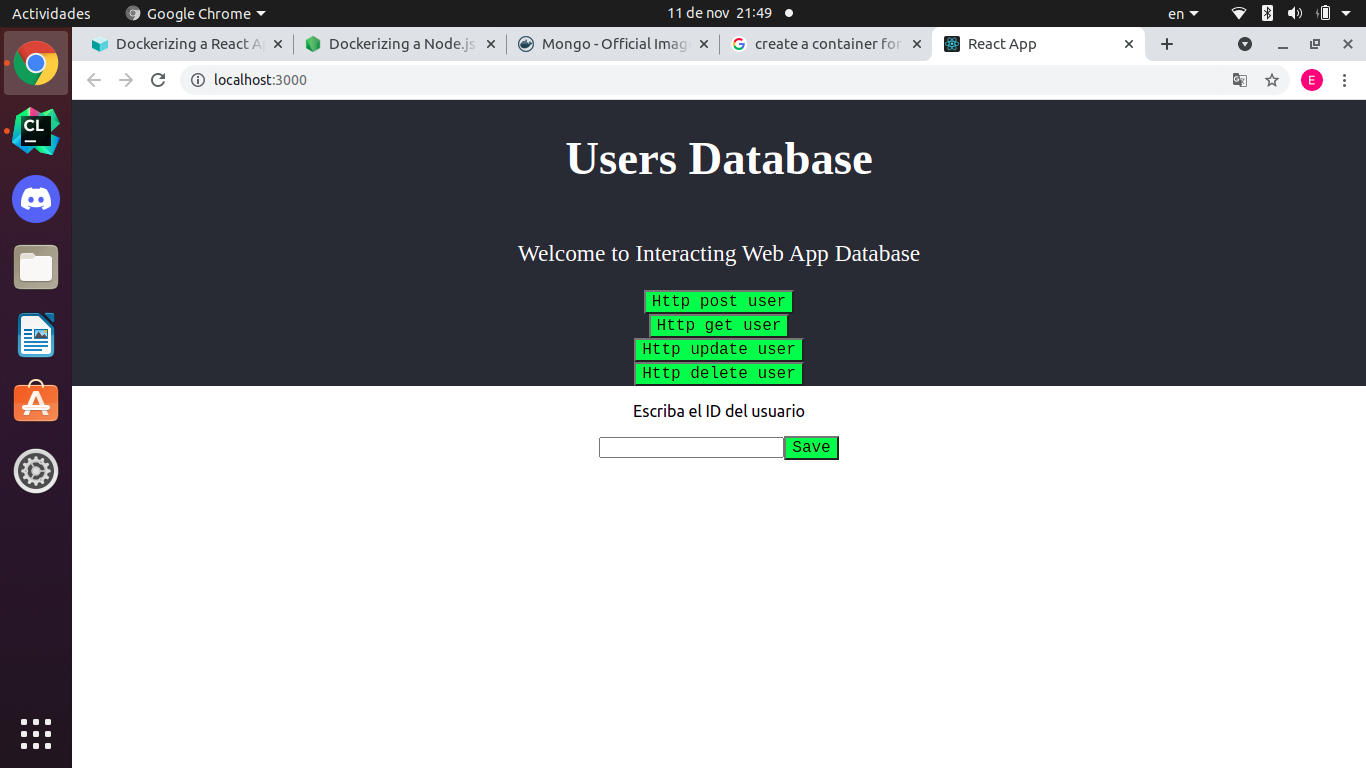 Actividades Google Chrome 11 de nov 21:49 en
Dockerizing a React A Dockerizing a Node.js Mongo - Official Imag create a container for React App
localhost:3000
E
CL
Users Database
Welcome to Interacting Web App Database
Http post user
Http get user
Http update user
Http delete user
Escriba el ID del usuario
Save